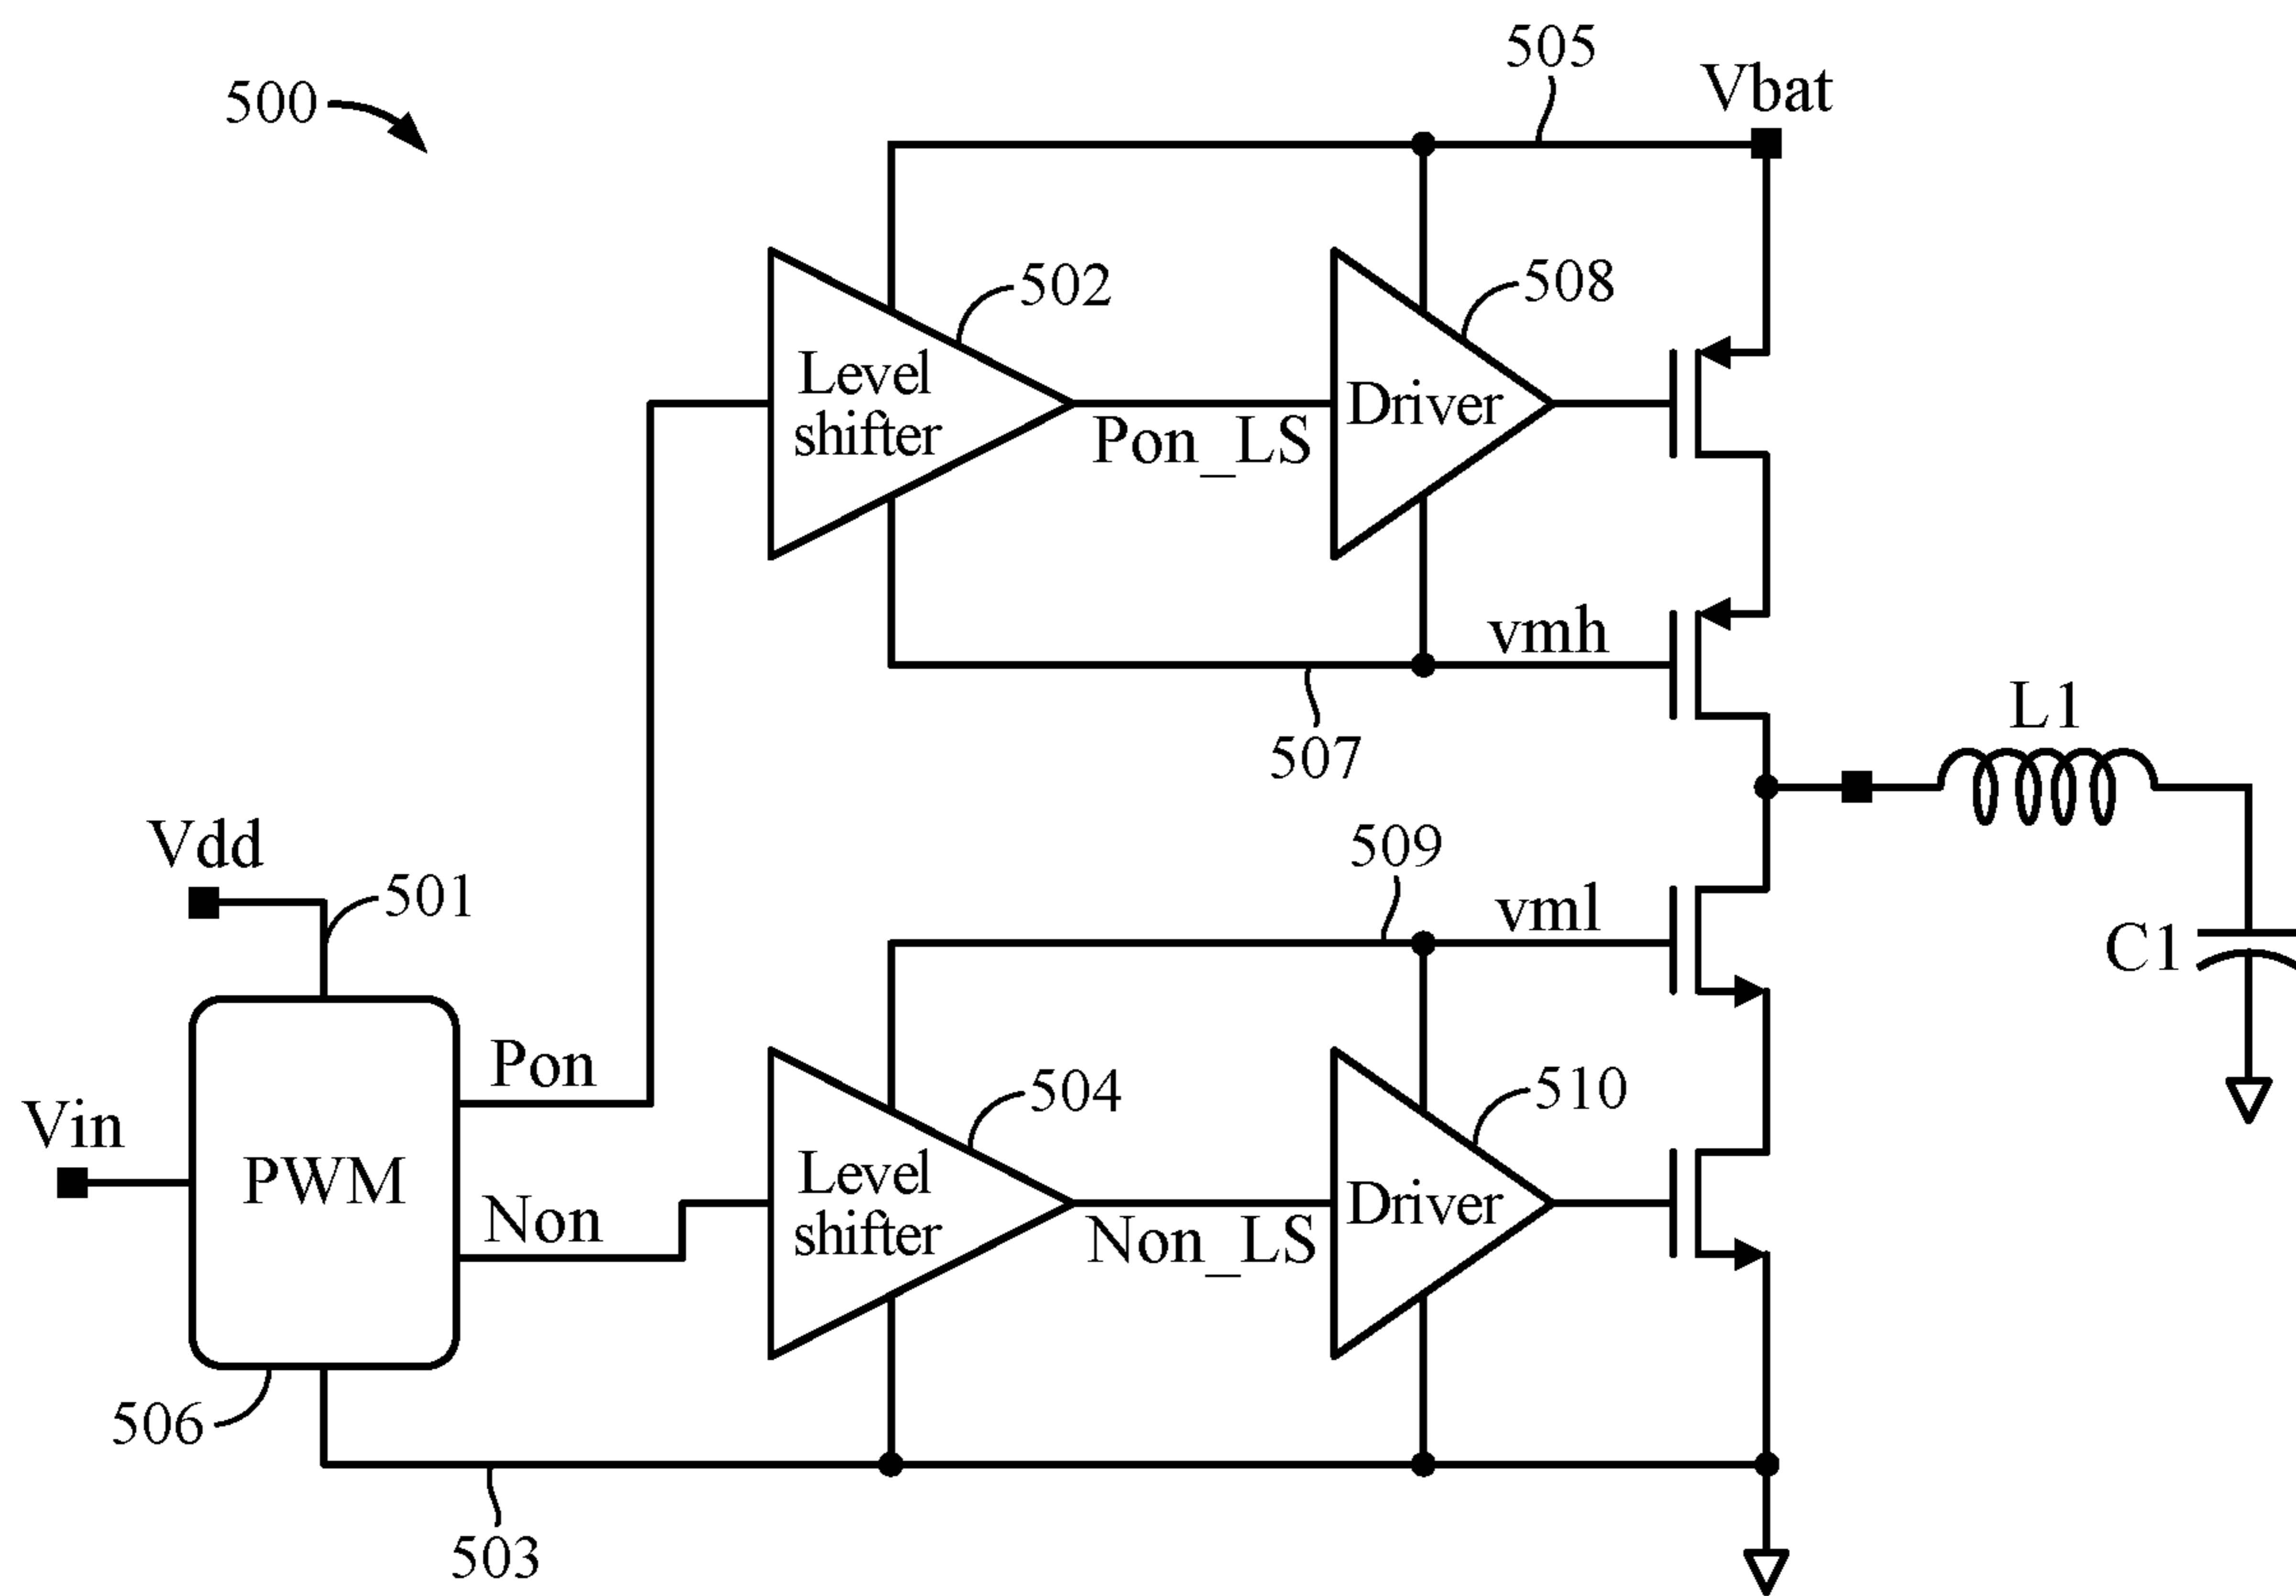 505
Vbat
500
502
508
Level
shifter
Driver
Pon_LS
vmh
507
L1
Vdd
509
501
vml
C1
Pon
504
510
Vin
PWM
Non
Level
shifter
Driver
Non_LS
506
503